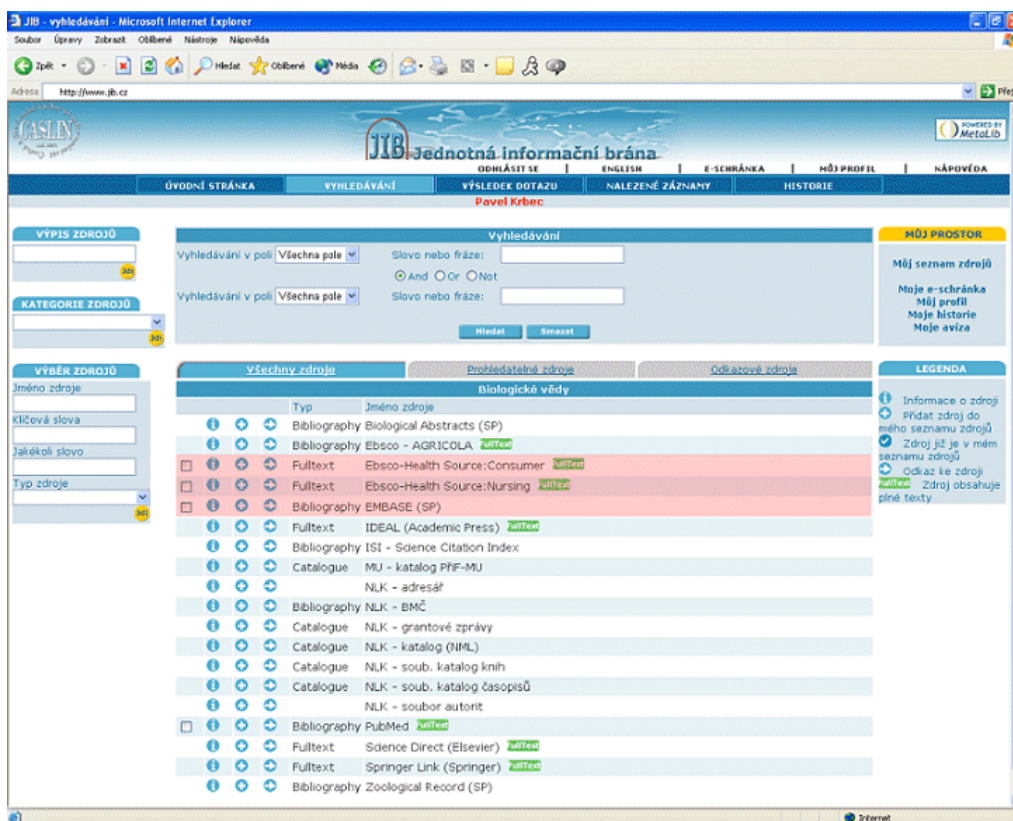 JIB - vyhledávání - Microsoft Internet Explorer
Soubor Úpravy Zobrazit Oblíbené Nástroje Nápověda
Zpět Hledat Oblíbené Média
Adresa http://www.jib.cz Přej
CASLIN
JIB Jednotná informační brána
POWERED BY MetaLib
ODHLÁSIT SE | ENGLISH | E-SCHRÁNKA | MŮJ PROFIL | NÁPOVĚDA
ÚVODNÍ STRÁNKA VYHLEDÁVÁNÍ VÝSLEDEK DOTAZU NALEZENÉ ZÁZNAMY HISTORIE
Pavel Krbec
VÝPIS ZDROJŮ
Jdi
KATEGORIE ZDROJŮ
Jdi
VÝBĚR ZDROJŮ
Jméno zdroje
Klíčová slova
Jakékoli slovo
Typ zdroje
Jdi
Vyhledávání
Vyhledávání v poli Všechna pole Slovo nebo fráze:
And Or Not
Vyhledávání v poli Všechna pole Slovo nebo fráze:
Hledat Smazat
Všechny zdroje Prohledatelné zdroje Odkazové zdroje
Biologické vědy
Typ Jméno zdroje
Bibliography Biological Abstracts (SP)
Bibliography Ebsco - AGRICOLA FullText
Fulltext Ebsco-Health Source:Consumer FullText
Fulltext Ebsco-Health Source:Nursing FullText
Bibliography EMBASE (SP)
Fulltext IDEAL (Academic Press) FullText
Bibliography ISI - Science Citation Index
Catalogue MU - katalog PřiF-MU
NLK - adresář
Bibliography NLK - BMČ
Catalogue NLK - grantové zprávy
Catalogue NLK - katalog (NML)
Catalogue NLK - soub. katalog knih
Catalogue NLK - soub. katalog časopisů
NLK - soubor autorit
Bibliography PubMed FullText
Fulltext Science Direct (Elsevier) FullText
Fulltext Springer Link (Springer) FullText
Bibliography Zoological Record (SP)
MŮJ PROSTOR
Můj seznam zdrojů
Moje e-schránka
Můj profil
Moje historie
Moje avíza
LEGENDA
Informace o zdroji
Přidat zdroj do
mého seznamu zdrojů
Zdroj již je v mém
seznamu zdrojů
Odkaz ke zdroji
FullText Zdroj obsahuje
plné texty
Internet